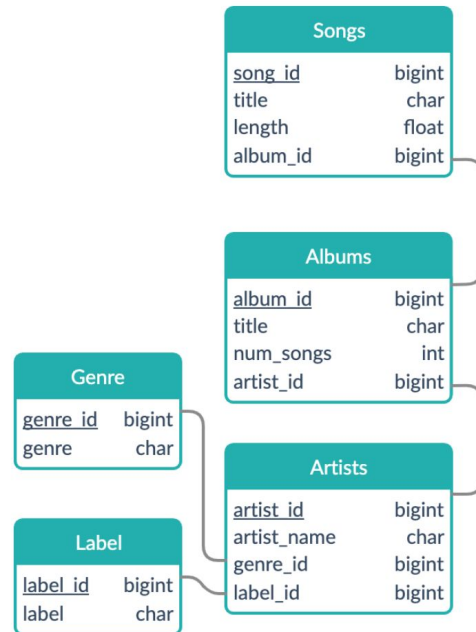 Songs
song_id bigint
title char
length float
album_id bigint
Albums
album_id bigint
title char
num_songs int
artist_id bigint
Genre
genre_id bigint
genre char
Artists
artist_id bigint
artist_name char
genre_id bigint
label_id bigint
Label
label_id bigint
label char